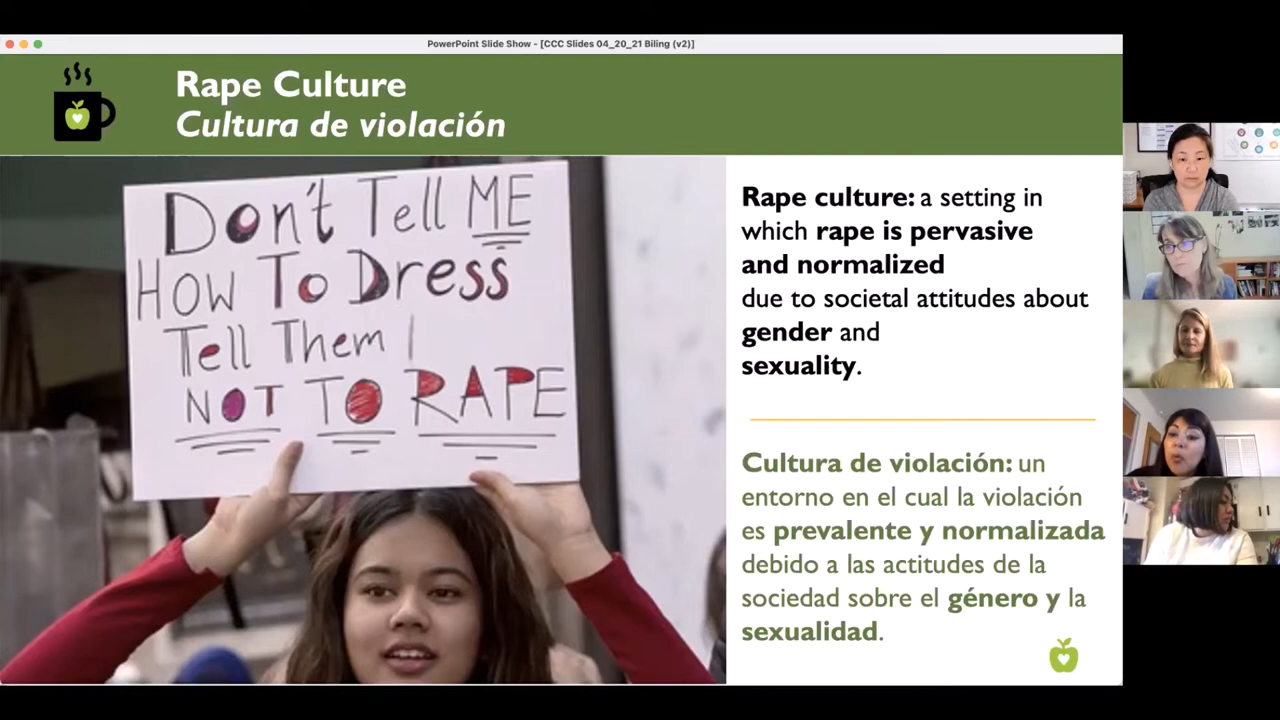 PowerPoint Slide Show - [CCC Slides 04_20_21 Biling (v2)]
Rape Culture
Cultura de violación
Don't Tell ME
How To Dress
Tell Them
NOT TO RAPE
Rape culture: a setting in
which rape is pervasive
and normalized
due to societal attitudes about
gender and
sexuality.
Cultura de violación: un
entorno en el cual la violación
es prevalente y normalizada
debido a las actitudes de la
sociedad sobre el género y la
sexualidad.